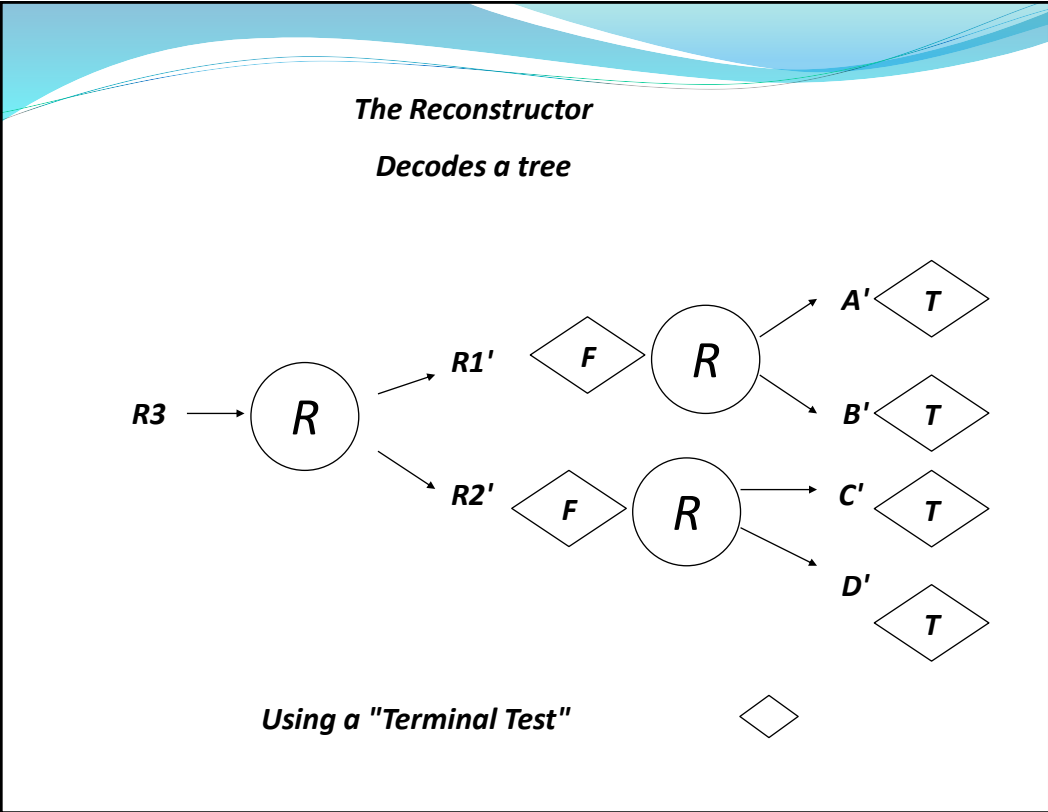 The Reconstructor
Decodes a tree
A' T
R1' F R
B' T
R3 R
R2' F R
C' T
D'
T
Using a "Terminal Test"